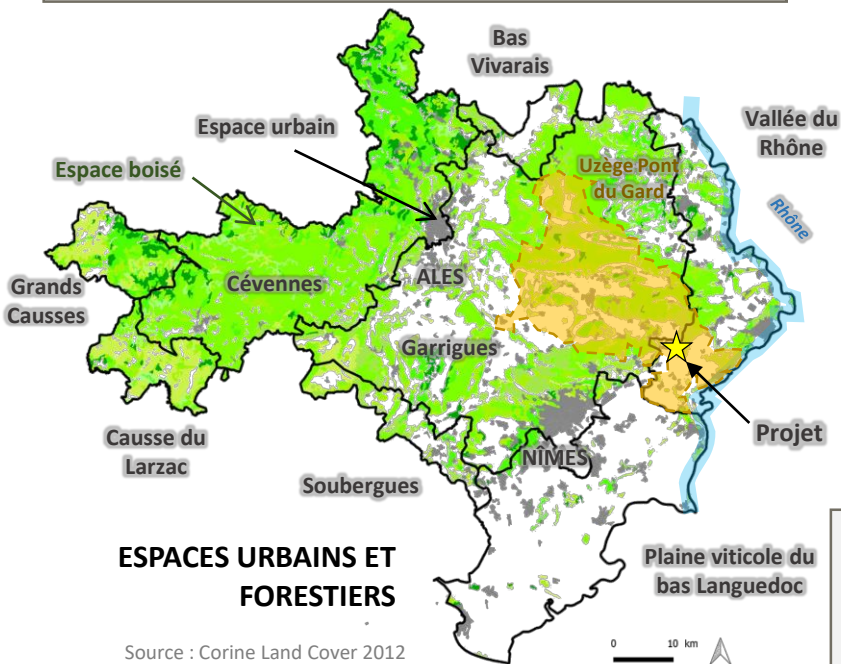 Bas
Vivarais
Vallée du
Rhône
Espace urbain
Espace boisé
Uzège Pont
du Gard
Rhône
Grands
Causses
Cévennes
ALES
Garrigues
Projet
Causse du
Larzac
NÎMES
Soubergues
ESPACES URBAINS ET
FORESTIERS
Plaine viticole du
bas Languedoc
Source : Corine Land Cover 2012
0 10 km